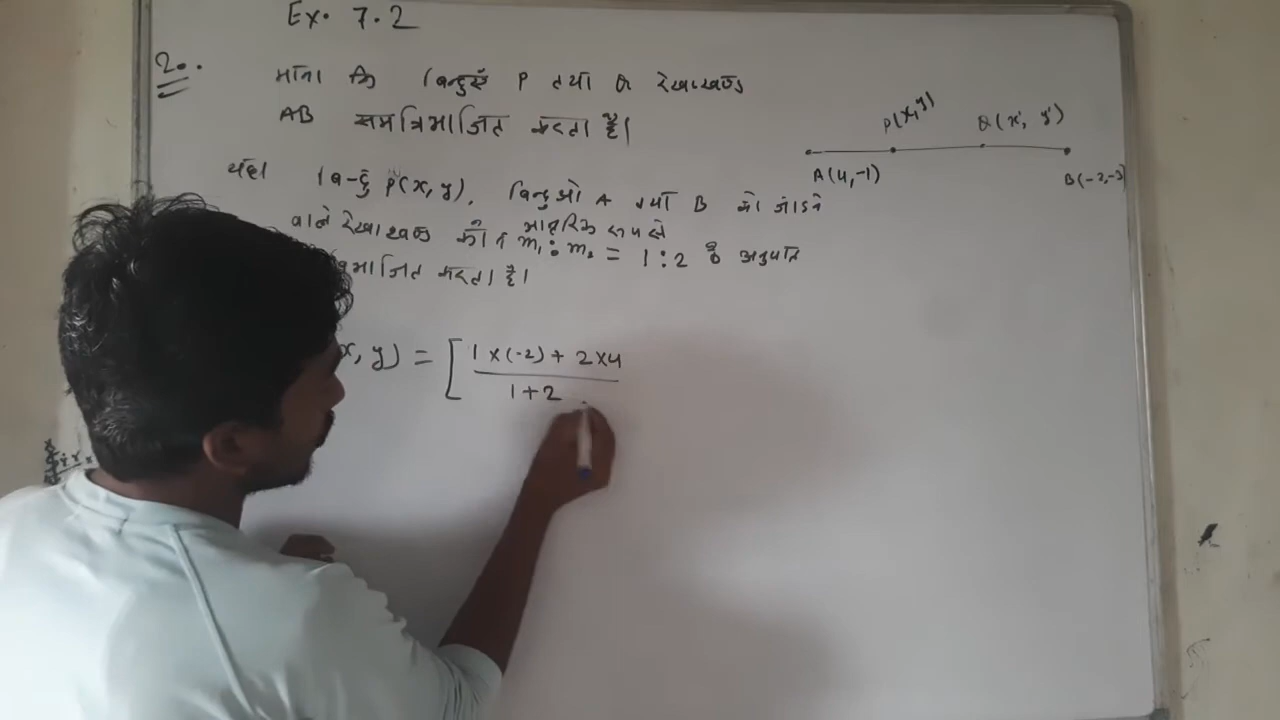 Ex. 7.2
2.
माना कि बिन्दुएँ P तथा Q रेखाखण्ड
AB समत्रिभाजित करता है।
P(x, y)
Q(x', y')
A(4,-1)
B(-2,-3)
यहाँ बिन्दु P(x, y), बिन्दुओ A तथा B को जोड़ने
वाले रेखाखण्ड को आन्तरिक रूप से
m₁:m₂ = 1:2 के अनुपात
भाजित करता है।
x, y) = [ 1×(-2) + 2×4
1+2